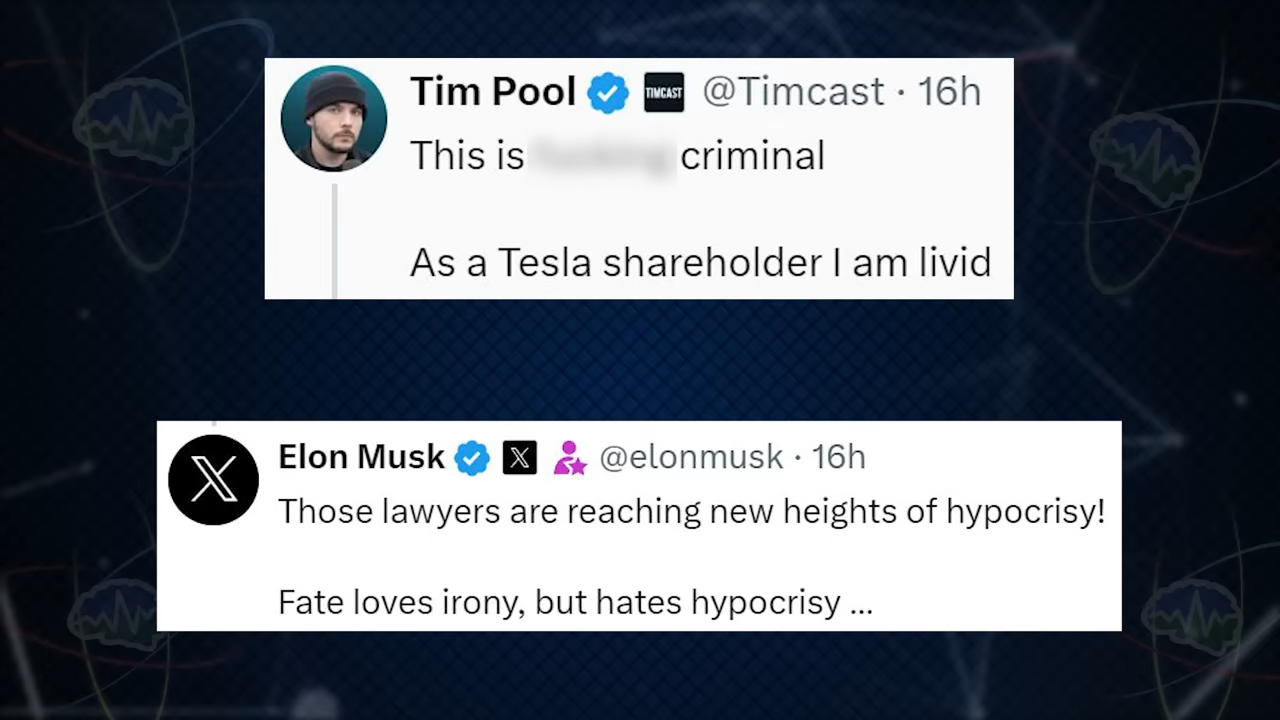 Tim Pool TIMCAST @Timcast · 16h
This is criminal
As a Tesla shareholder I am livid
Elon Musk X @elonmusk · 16h
Those lawyers are reaching new heights of hypocrisy!
Fate loves irony, but hates hypocrisy ...